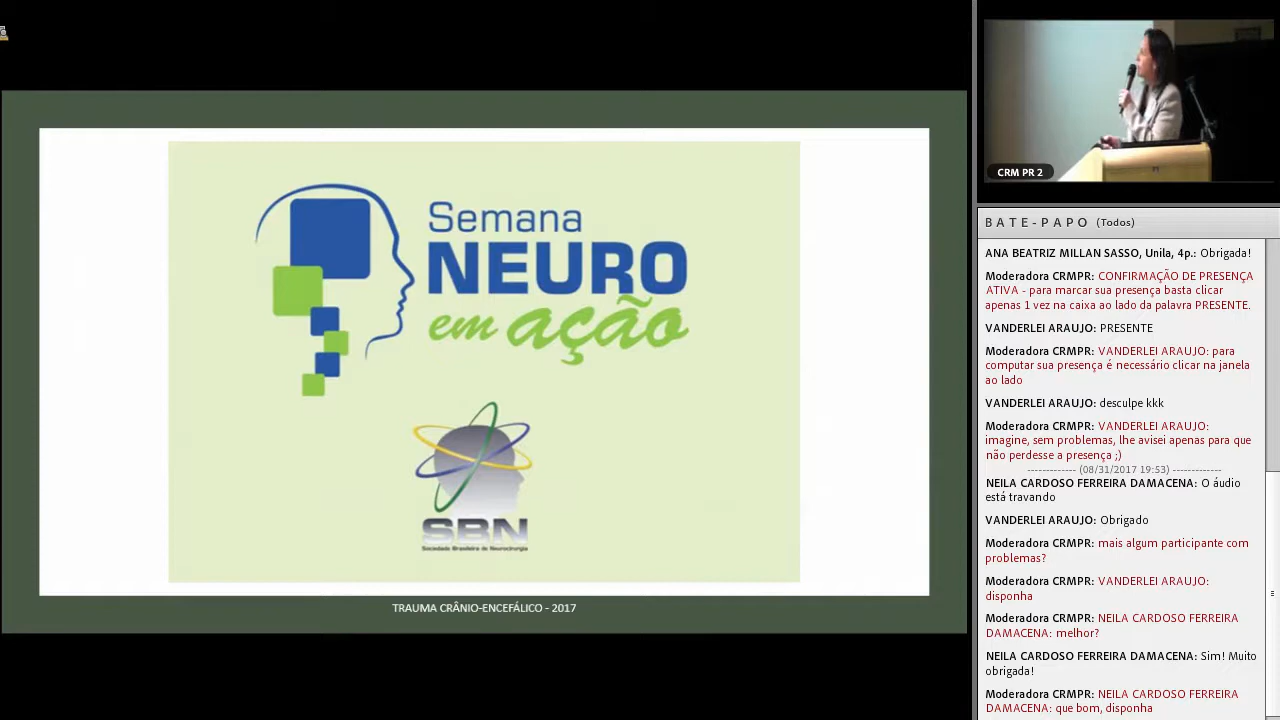 Semana
NEURO
em ação
SBN
Sociedade Brasileira de Neurocirurgia
TRAUMA CRÂNIO-ENCEFÁLICO - 2017
CRM PR 2
BATE-PAPO (Todos)
ANA BEATRIZ MILLAN SASSO, Unila, 4p.: Obrigada!
Moderadora CRMPR: CONFIRMAÇÃO DE PRESENÇA
ATIVA - para marcar sua presença basta clicar
apenas 1 vez na caixa ao lado da palavra PRESENTE.
VANDERLEI ARAUJO: PRESENTE
Moderadora CRMPR: VANDERLEI ARAUJO: para
computar sua presença é necessário clicar na janela
ao lado
VANDERLEI ARAUJO: desculpe kkk
Moderadora CRMPR: VANDERLEI ARAUJO:
imagine, sem problemas, lhe avisei apenas para que
não perdesse a presença ;)
------------- (08/31/2017 19:53) -------------
NEILA CARDOSO FERREIRA DAMACENA: O áudio
está travando
VANDERLEI ARAUJO: Obrigado
Moderadora CRMPR: mais algum participante com
problemas?
Moderadora CRMPR: VANDERLEI ARAUJO:
disponha
Moderadora CRMPR: NEILA CARDOSO FERREIRA
DAMACENA: melhor?
NEILA CARDOSO FERREIRA DAMACENA: Sim! Muito
obrigada!
Moderadora CRMPR: NEILA CARDOSO FERREIRA
DAMACENA: que bom, disponha